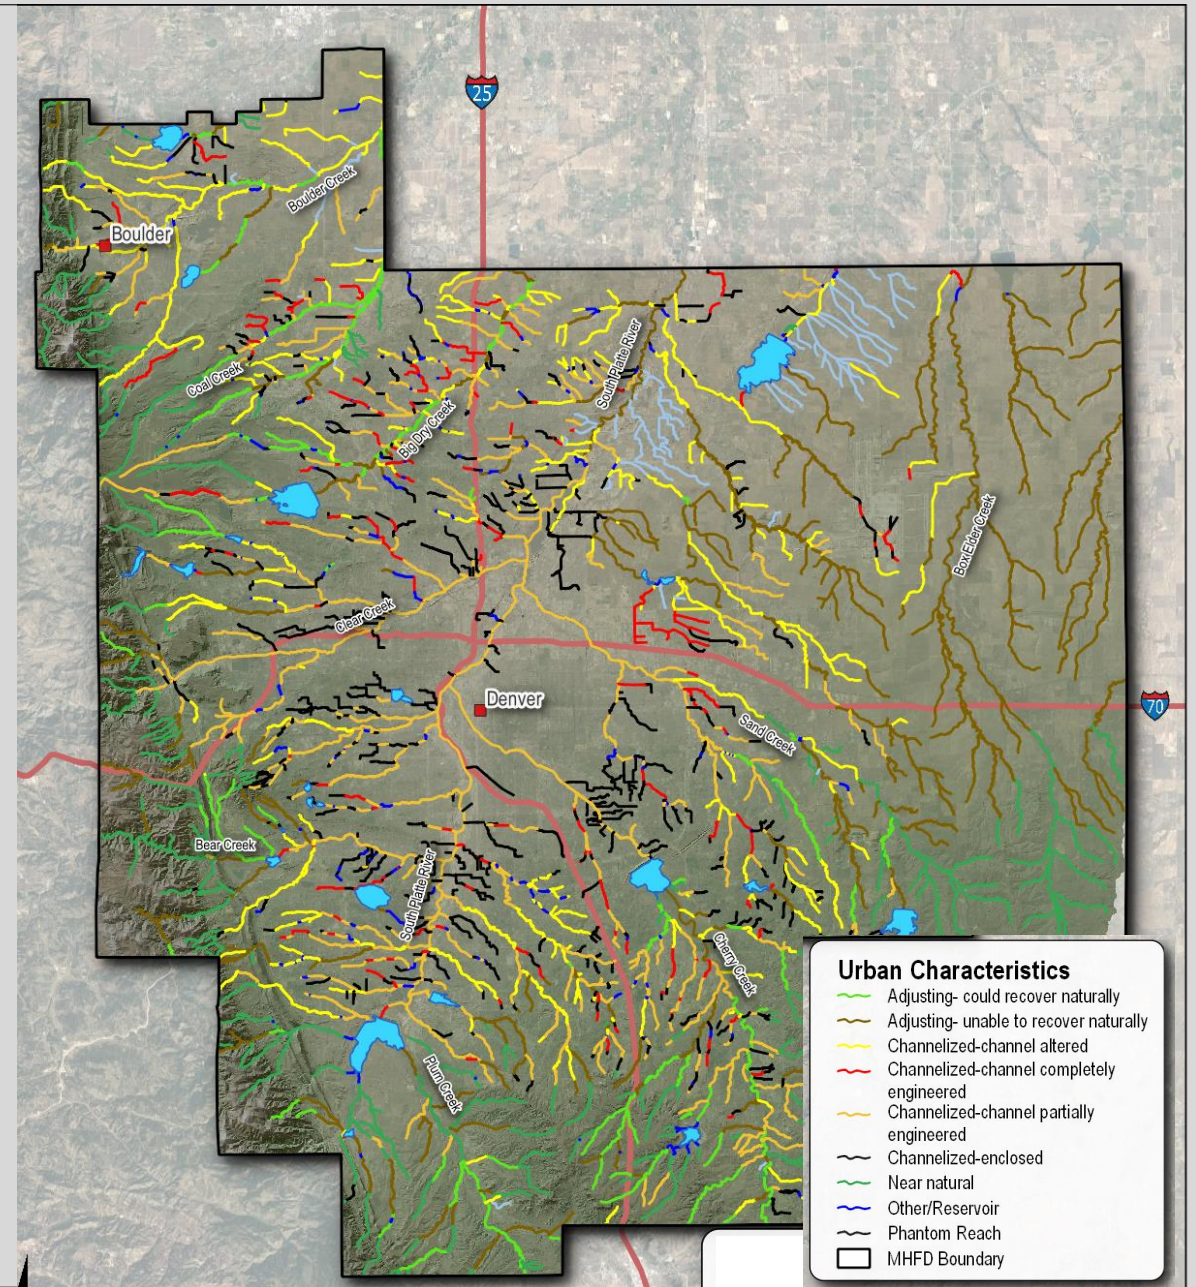 25
Boulder Creek
Boulder
South Platte River
Coal Creek
Big Dry Creek
Box Elder Creek
Clear Creek
Denver
70
Sand Creek
Bear Creek
South Platte River
Cherry Creek
Plum Creek
Urban Characteristics
Adjusting- could recover naturally
Adjusting- unable to recover naturally
Channelized-channel altered
Channelized-channel completely
engineered
Channelized-channel partially
engineered
Channelized-enclosed
Near natural
Other/Reservoir
Phantom Reach
MHFD Boundary